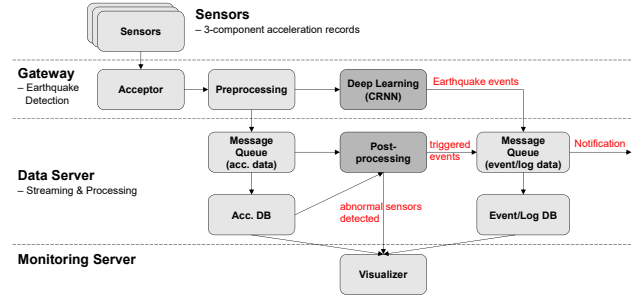 Sensors
Sensors
– 3-component acceleration records
Gateway
– Earthquake
Detection
Acceptor
Preprocessing
Deep Learning
(CRNN)
Earthquake events
Message
Queue
(acc. data)
Post-
processing
triggered
events
Message
Queue
(event/log data)
Notification
Data Server
– Streaming & Processing
Acc. DB
abnormal sensors
detected
Event/Log DB
Monitoring Server
Visualizer